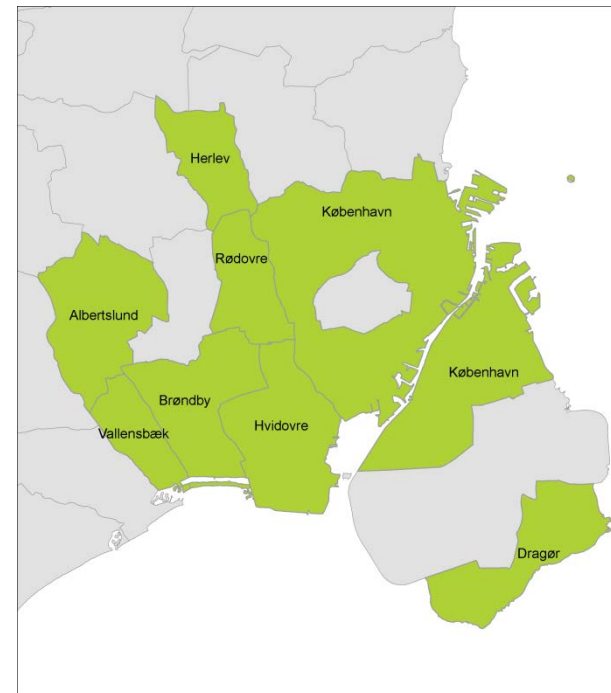 Herlev
København
Rødovre
Albertslund
København
Brøndby
Hvidovre
Vallensbæk
Dragør